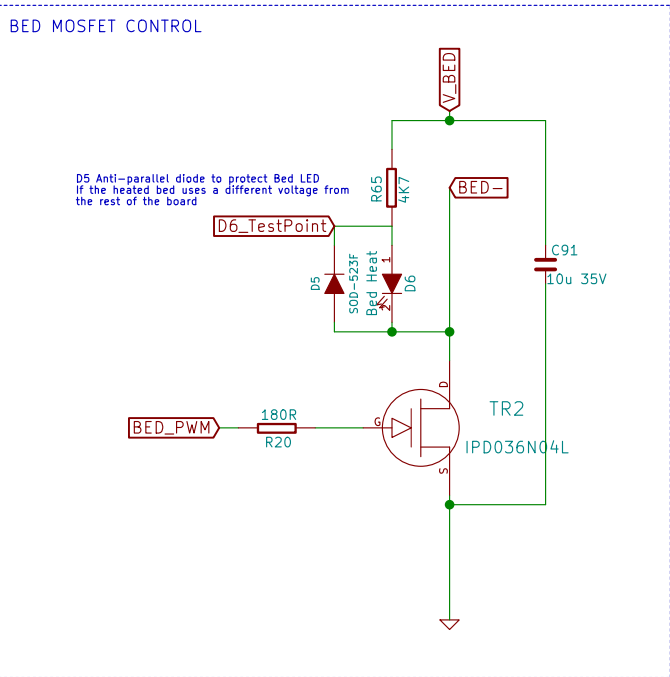 BED MOSFET CONTROL
V_BED
D5 Anti-parallel diode to protect Bed LED
If the heated bed uses a different voltage from
the rest of the board
R65
4K7
BED-
D6_TestPoint
C91
10u 35V
D5
SOD-523F
Bed Heat
1
2
D6
D
BED_PWM
180R
R20
G
TR2
IPD036N04L
S